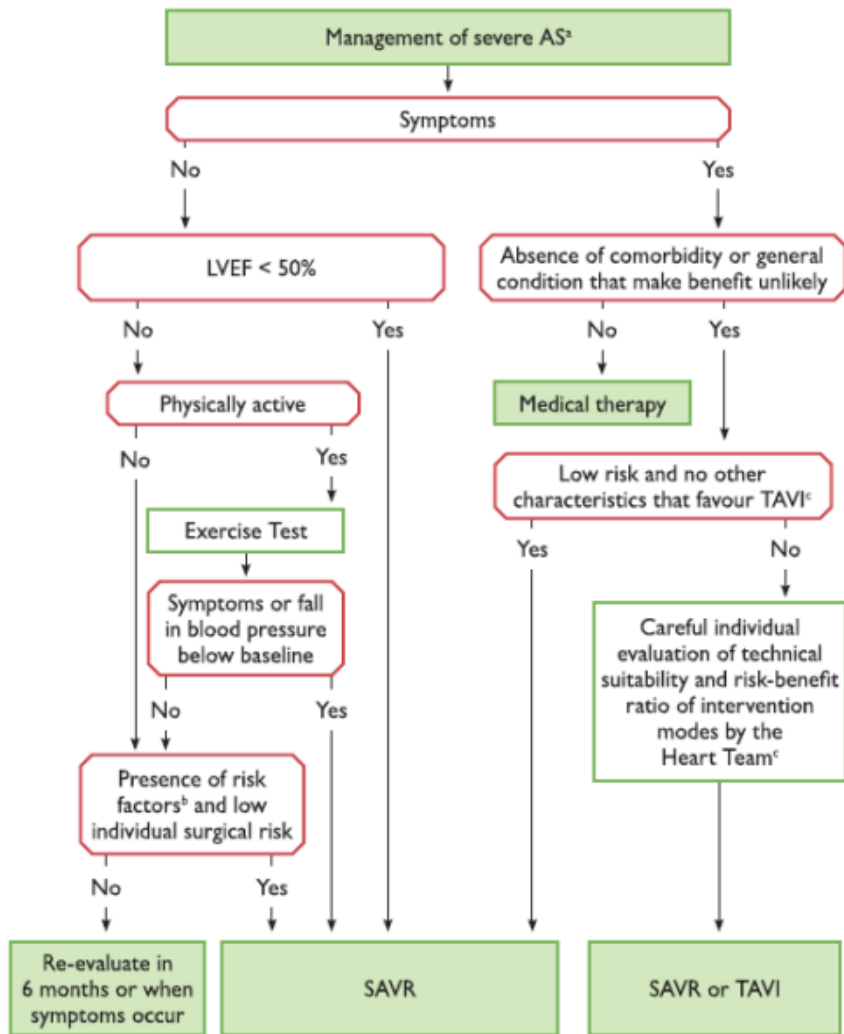 Management of severe ASᵃ
Symptoms
No
Yes
LVEF < 50%
Absence of comorbidity or general
condition that make benefit unlikely
No
Yes
No
Yes
Physically active
Medical therapy
No
Yes
Low risk and no other
characteristics that favour TAVIᶜ
Exercise Test
Yes
No
Symptoms or fall
in blood pressure
below baseline
Careful individual
evaluation of technical
suitability and risk-benefit
ratio of intervention
modes by the
Heart Teamᶜ
No
Yes
Presence of risk
factorsᵇ and low
individual surgical risk
No
Yes
Re-evaluate in
6 months or when
symptoms occur
SAVR
SAVR or TAVI